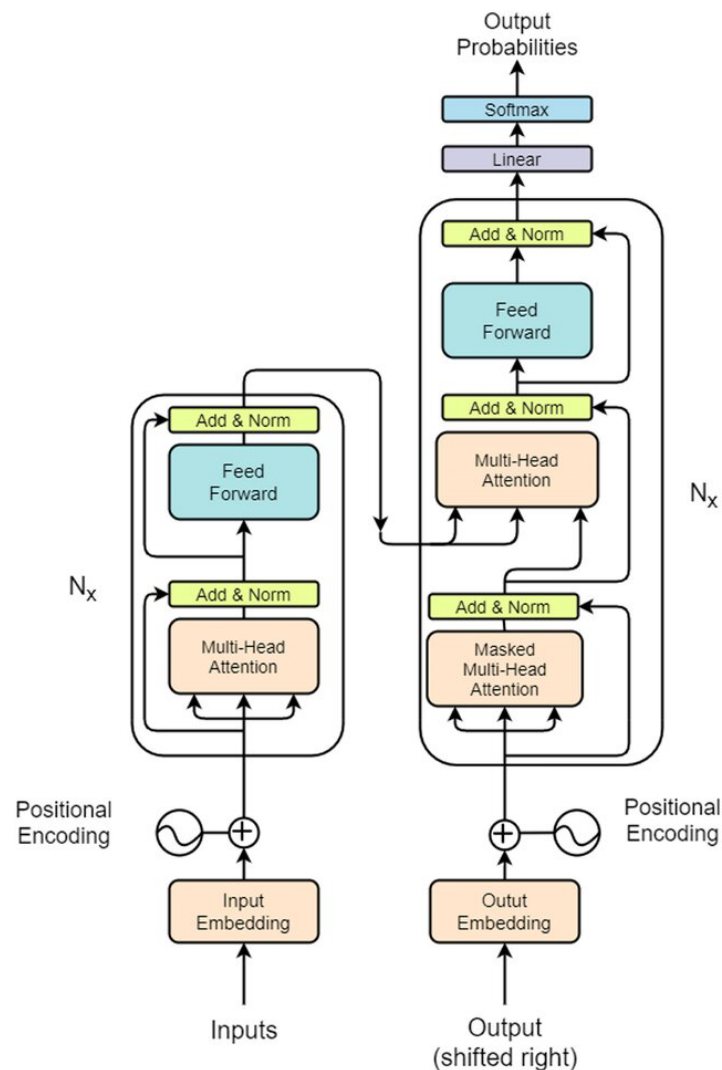 Output
Probabilities
Softmax
Linear
Add & Norm
Feed
Forward
Add & Norm
Multi-Head
Attention
N x
Add & Norm
Masked
Multi-Head
Attention
Add & Norm
Feed
Forward
N x
Add & Norm
Multi-Head
Attention
Positional
Encoding
Positional
Encoding
Input
Embedding
Outut
Embedding
Inputs
Output
(shifted right)